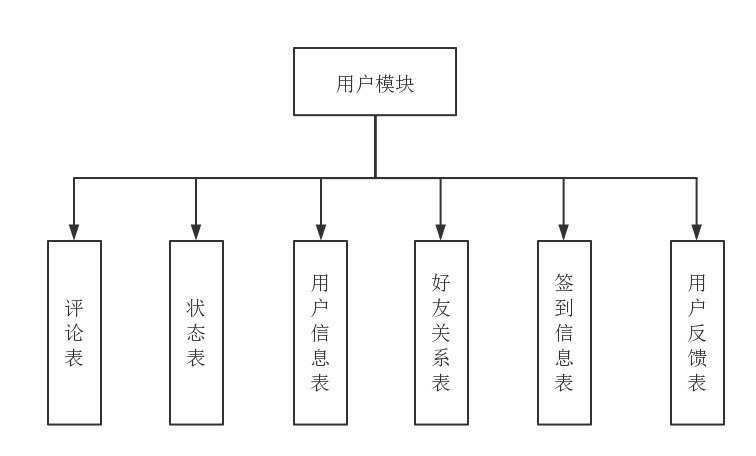 用户模块
评论表
状态表
用户信息表
好友关系表
签到信息表
用户反馈表